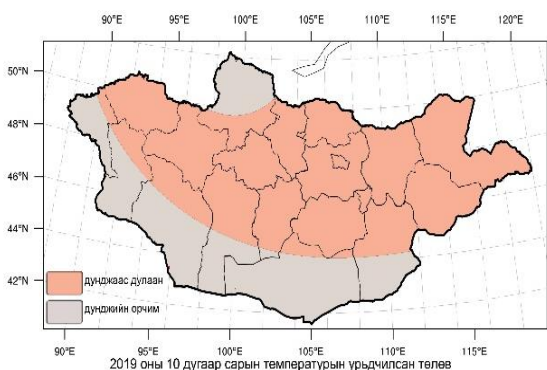 90°E 95°E 100°E 105°E 110°E 115°E 120°E
50°N
48°N
46°N
44°N
42°N
дунджаас дулаан
дунджийн орчим
90°E 95°E 100°E 105°E 110°E 115°E
2019 оны 10 дугаар сарын температурын урьдчилсан төлөв